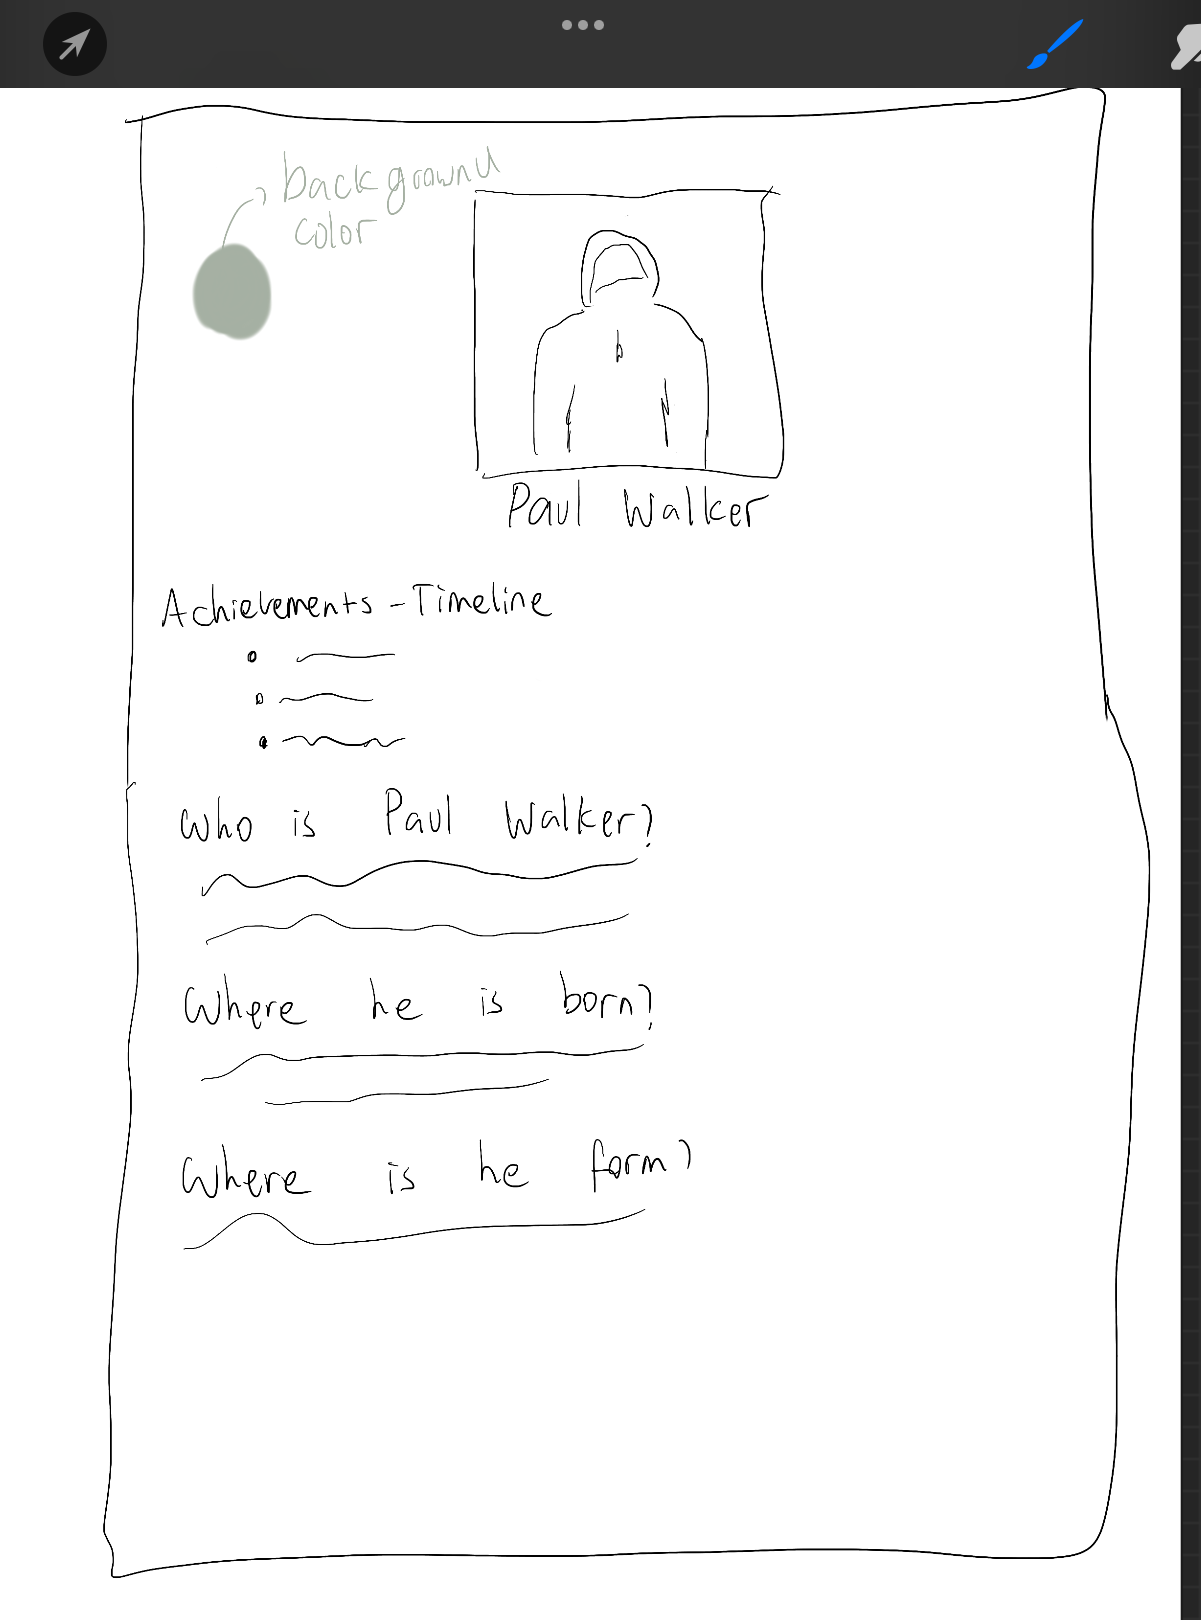 background
color
Paul Walker
Achievements - Timeline
Who is Paul Walker?
Where he is born?
Where is he form?